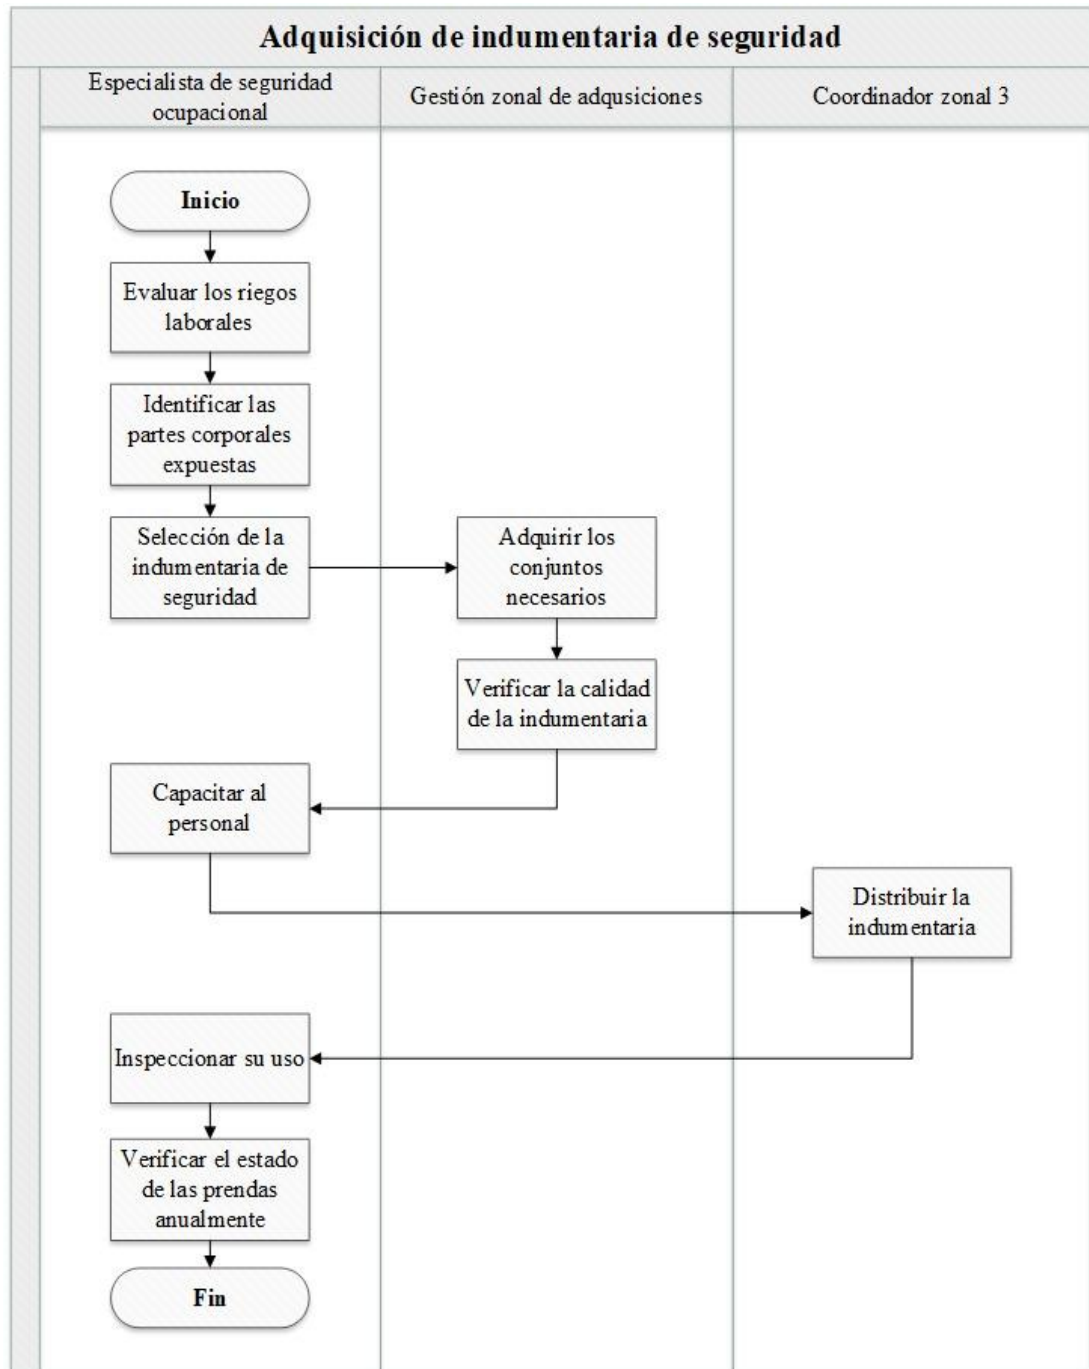 Adquisición de indumentaria de seguridad
Especialista de seguridad
ocupacional
Gestión zonal de adqusiciones
Coordinador zonal 3
Inicio
Evaluar los riegos
laborales
Identificar las
partes corporales
expuestas
Selección de la
indumentaria de
seguridad
Adquirir los
conjuntos
necesarios
Verificar la calidad
de la indumentaria
Capacitar al
personal
Distribuir la
indumentaria
Inspeccionar su uso
Verificar el estado
de las prendas
anualmente
Fin